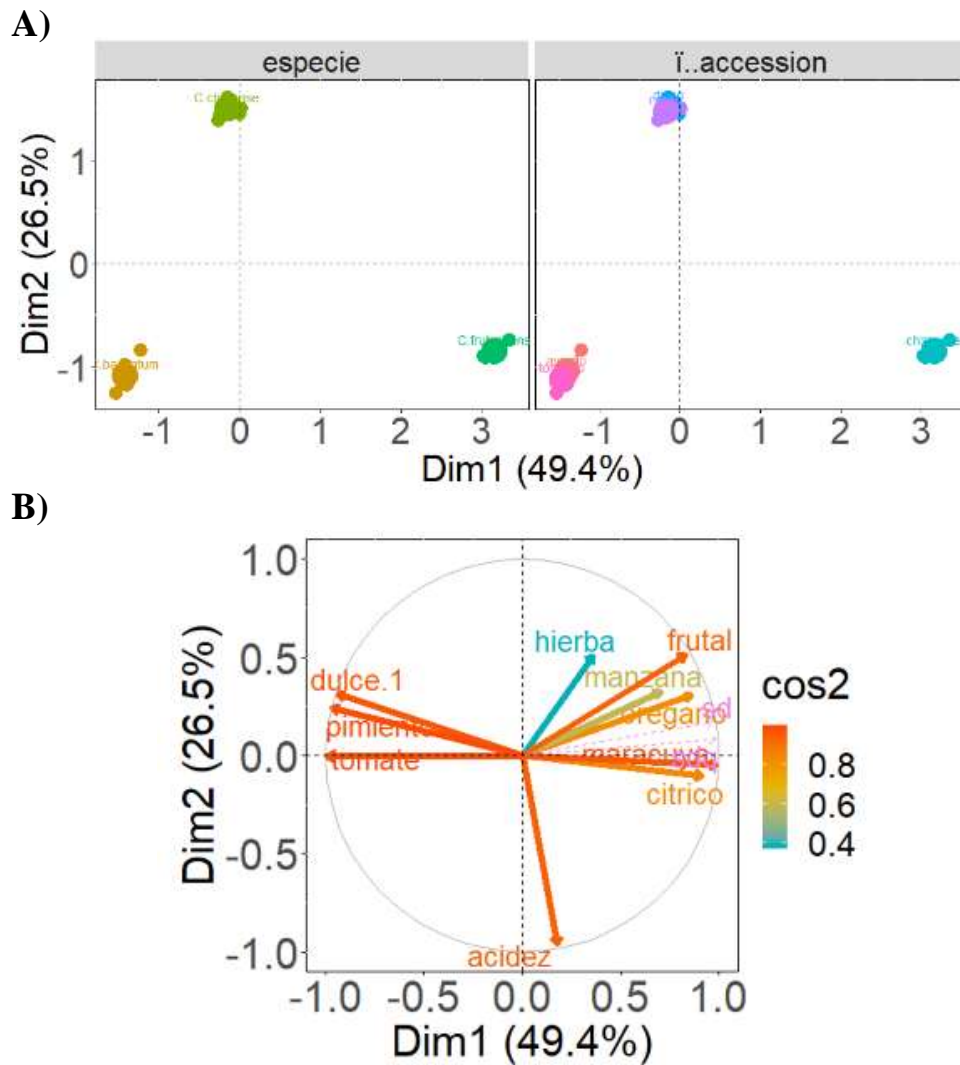 A)
especie
ï..accession
Dim2 (26.5%)
1
0
-1
-1 0 1 2 3
-1 0 1 2 3
Dim1 (49.4%)
B)
Dim2 (26.5%)
1.0
0.5
0.0
-0.5
-1.0
hierba
frutal
manzana
dulce.1
oregano
sd
pimiento
tomate
maracuya
citrico
acidez
-1.0 -0.5 0.0 0.5 1.0
Dim1 (49.4%)
cos2
0.8
0.6
0.4